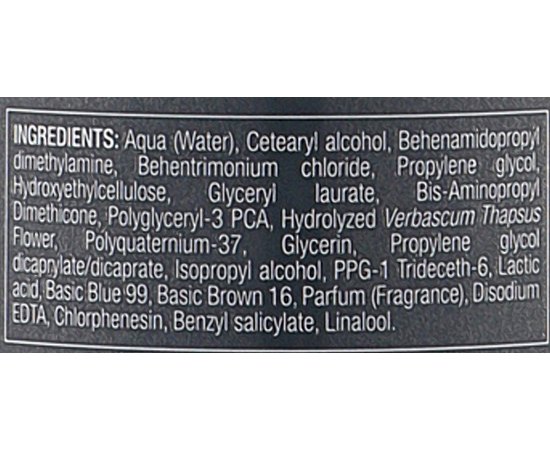 INGREDIENTS: Aqua (Water), Cetearyl alcohol, Behenamidopropyl
dimethylamine, Behentrimonium chloride, Propylene glycol,
Hydroxyethylcellulose, Glyceryl laurate, Bis-Aminopropyl
Dimethicone, Polyglyceryl-3 PCA, Hydrolyzed Verbascum Thapsus
Flower, Polyquaternium-37, Glycerin, Propylene glycol
dicaprylate/dicaprate, Isopropyl alcohol, PPG-1 Trideceth-6, Lactic
acid, Basic Blue 99, Basic Brown 16, Parfum (Fragrance), Disodium
EDTA, Chlorphenesin, Benzyl salicylate, Linalool.